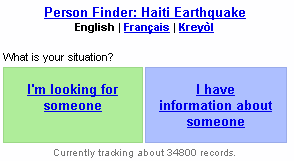 Person Finder: Haiti Earthquake
English | Français | Kreyòl
What is your situation?
I'm looking for
someone
I have
information about
someone
Currently tracking about 34800 records.